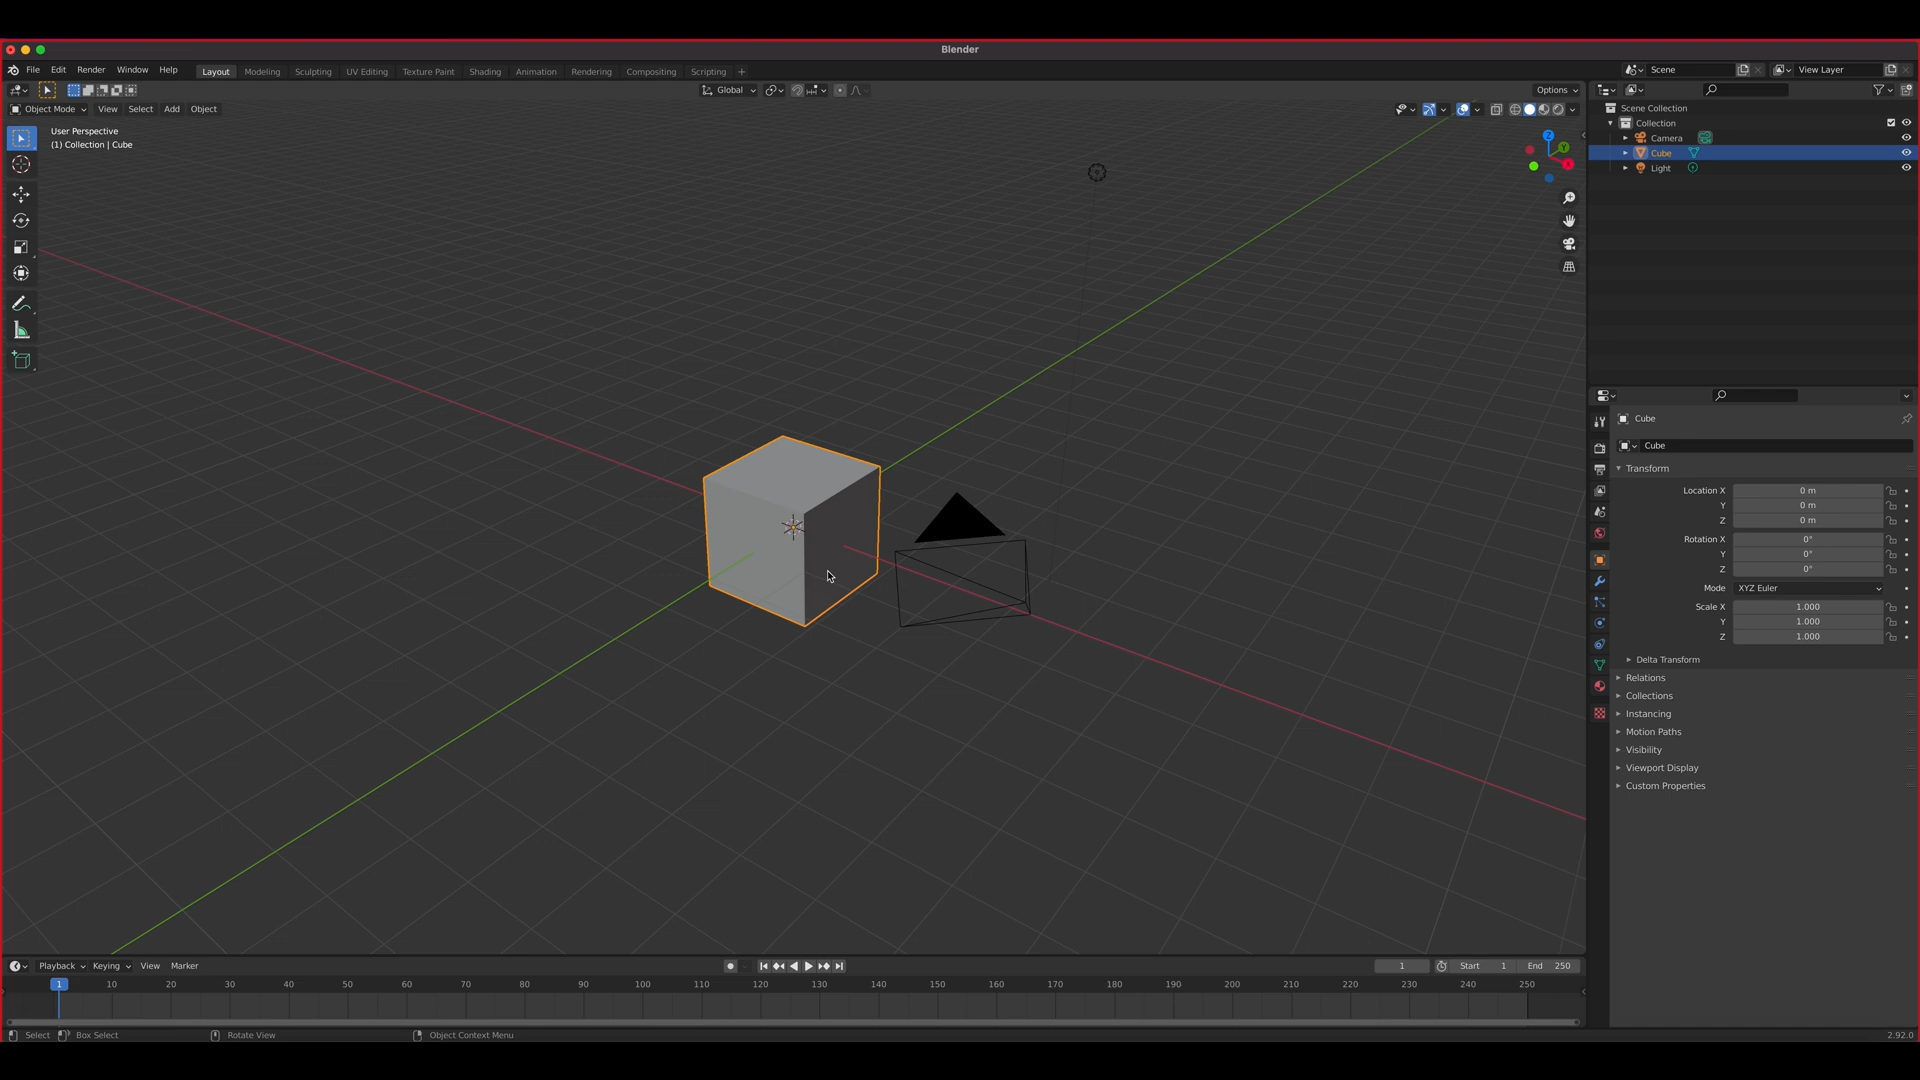 Blender
File Edit Render Window Help Layout Modeling Sculpting UV Editing Texture Paint Shading Animation Rendering Compositing Scripting +
Scene View Layer
Global Options
Object Mode View Select Add Object
User Perspective
(1) Collection | Cube
Z
Y
X
Scene Collection
Collection
Camera
Cube
Light
Cube
Cube
Transform
Location X 0 m
Y 0 m
Z 0 m
Rotation X 0°
Y 0°
Z 0°
Mode XYZ Euler
Scale X 1.000
Y 1.000
Z 1.000
Delta Transform
Relations
Collections
Instancing
Motion Paths
Visibility
Viewport Display
Custom Properties
Playback Keying View Marker 1 Start 1 End 250
1 10 20 30 40 50 60 70 80 90 100 110 120 130 140 150 160 170 180 190 200 210 220 230 240 250
Select Box Select Rotate View Object Context Menu 2.92.0